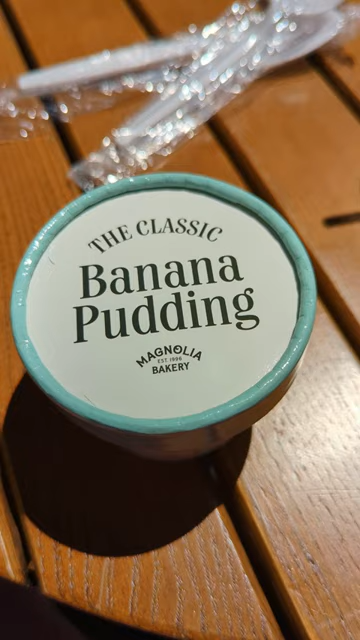 THE CLASSIC
Banana
Pudding
MAGNOLIA
EST. 1996
BAKERY